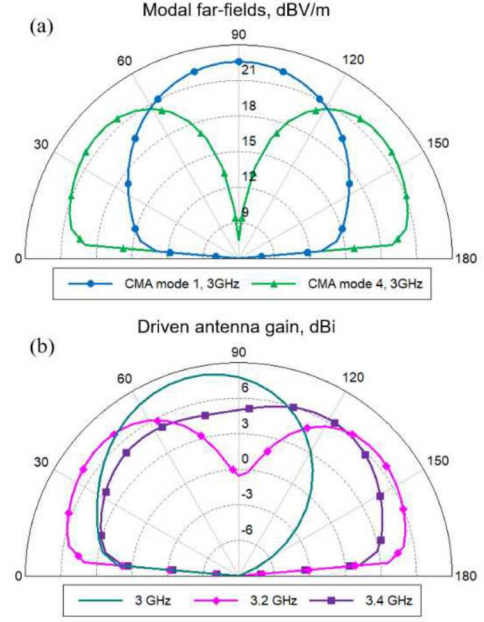 Modal far-fields, dBV/m
(a)
90
60
120
21
18
30
15
150
12
9
0
180
CMA mode 1, 3GHz
CMA mode 4, 3GHz
Driven antenna gain, dBi
(b)
90
60
120
6
3
30
0
150
-3
-6
0
180
3 GHz
3.2 GHz
3.4 GHz